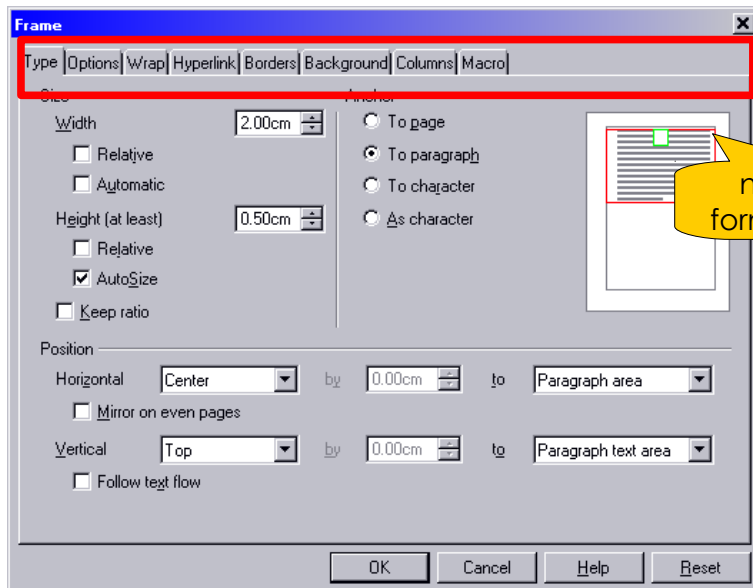 Frame
Type Options Wrap Hyperlink Borders Background Columns Macro
Size Anchor
Width 2.00cm To page
Relative To paragraph
Automatic To character
Height (at least) 0.50cm As character
Relative
AutoSize
Keep ratio
Position
Horizontal Center by 0.00cm to Paragraph area
Mirror on even pages
Vertical Top by 0.00cm to Paragraph text area
Follow text flow
OK Cancel Help Reset